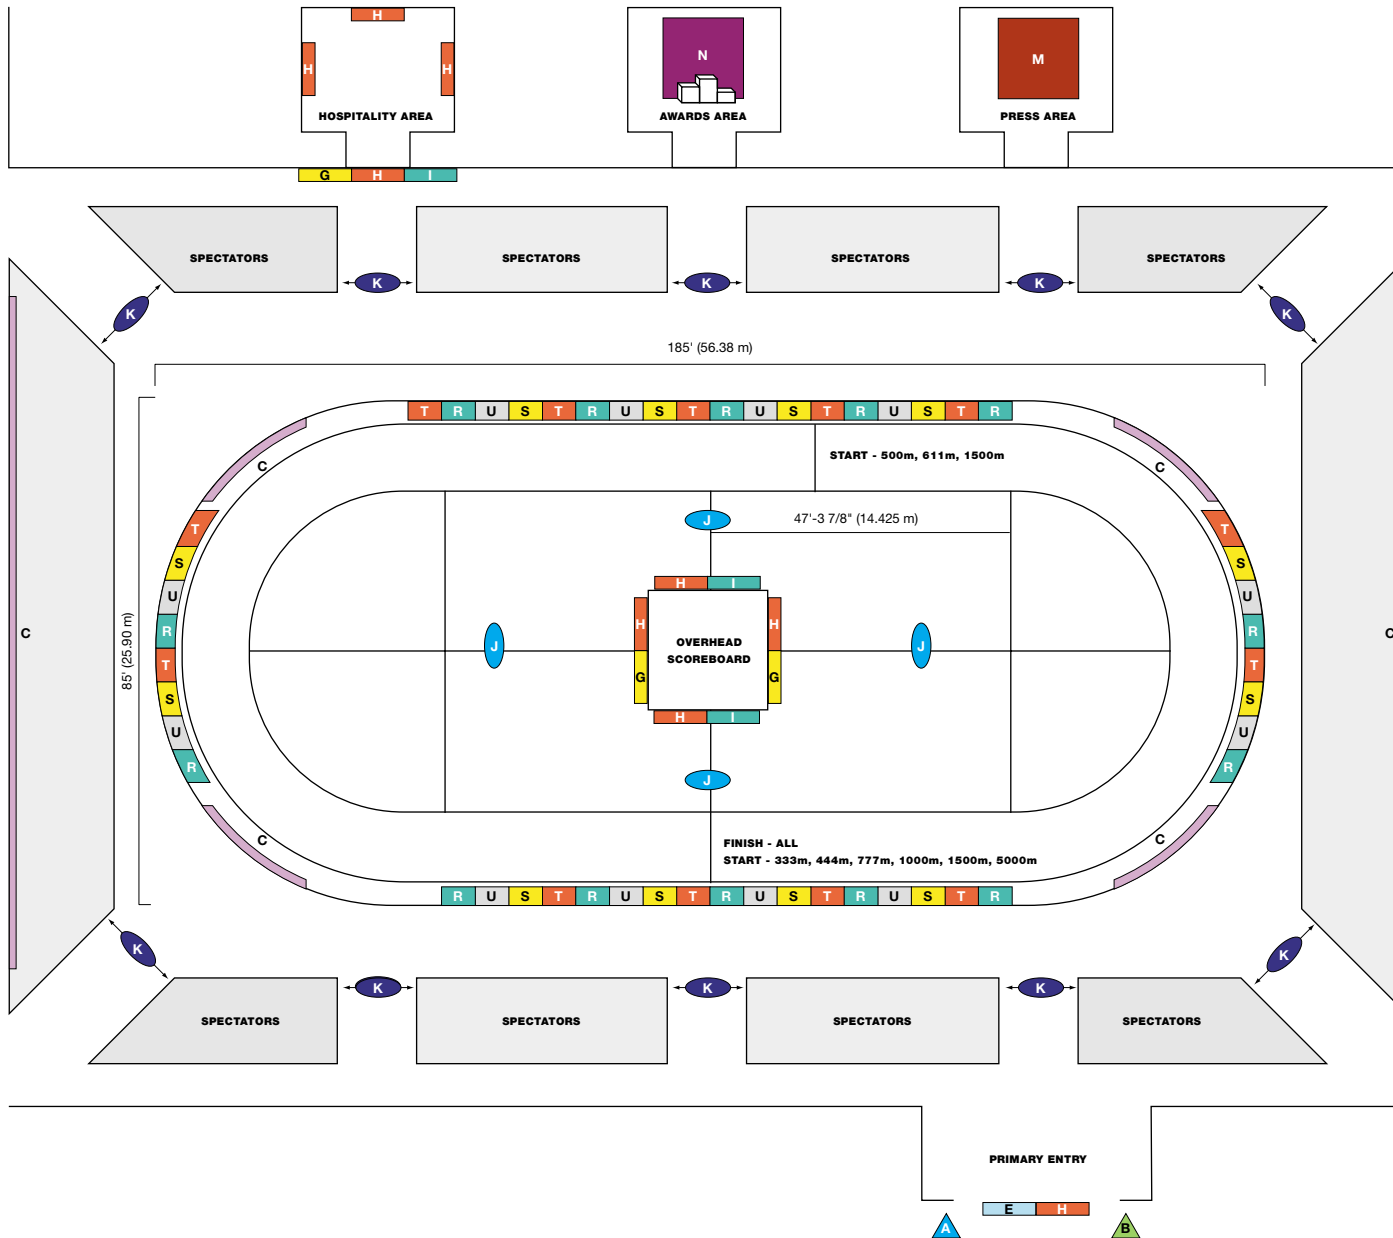 H
N
M
H
H
HOSPITALITY AREA
AWARDS AREA
PRESS AREA
G H I
SPECTATORS
SPECTATORS
SPECTATORS
SPECTATORS
K
K
K
K
K
185' (56.38 m)
T R U S T R U S T R U S T R U S T R
START - 500m, 611m, 1500m
C
C
J
47'-3 7/8" (14.425 m)
T
S
U
R
T
S
U
R
T
S
U
R
T
S
U
R
H I
H
G
H
G
OVERHEAD
SCOREBOARD
H I
J
J
C
C
85' (25.90 m)
J
C
C
FINISH - ALL
START - 333m, 444m, 777m, 1000m, 1500m, 5000m
R U S T R U S T R U S T R U S T R
K
K
K
K
K
SPECTATORS
SPECTATORS
SPECTATORS
SPECTATORS
PRIMARY ENTRY
E H
A
B